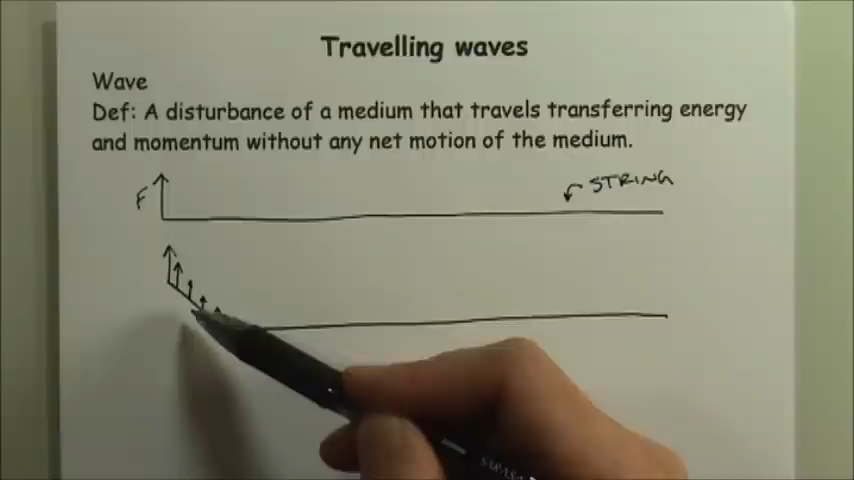 Travelling waves
Wave
Def: A disturbance of a medium that travels transferring energy
and momentum without any net motion of the medium.
F
STRING
SARASA